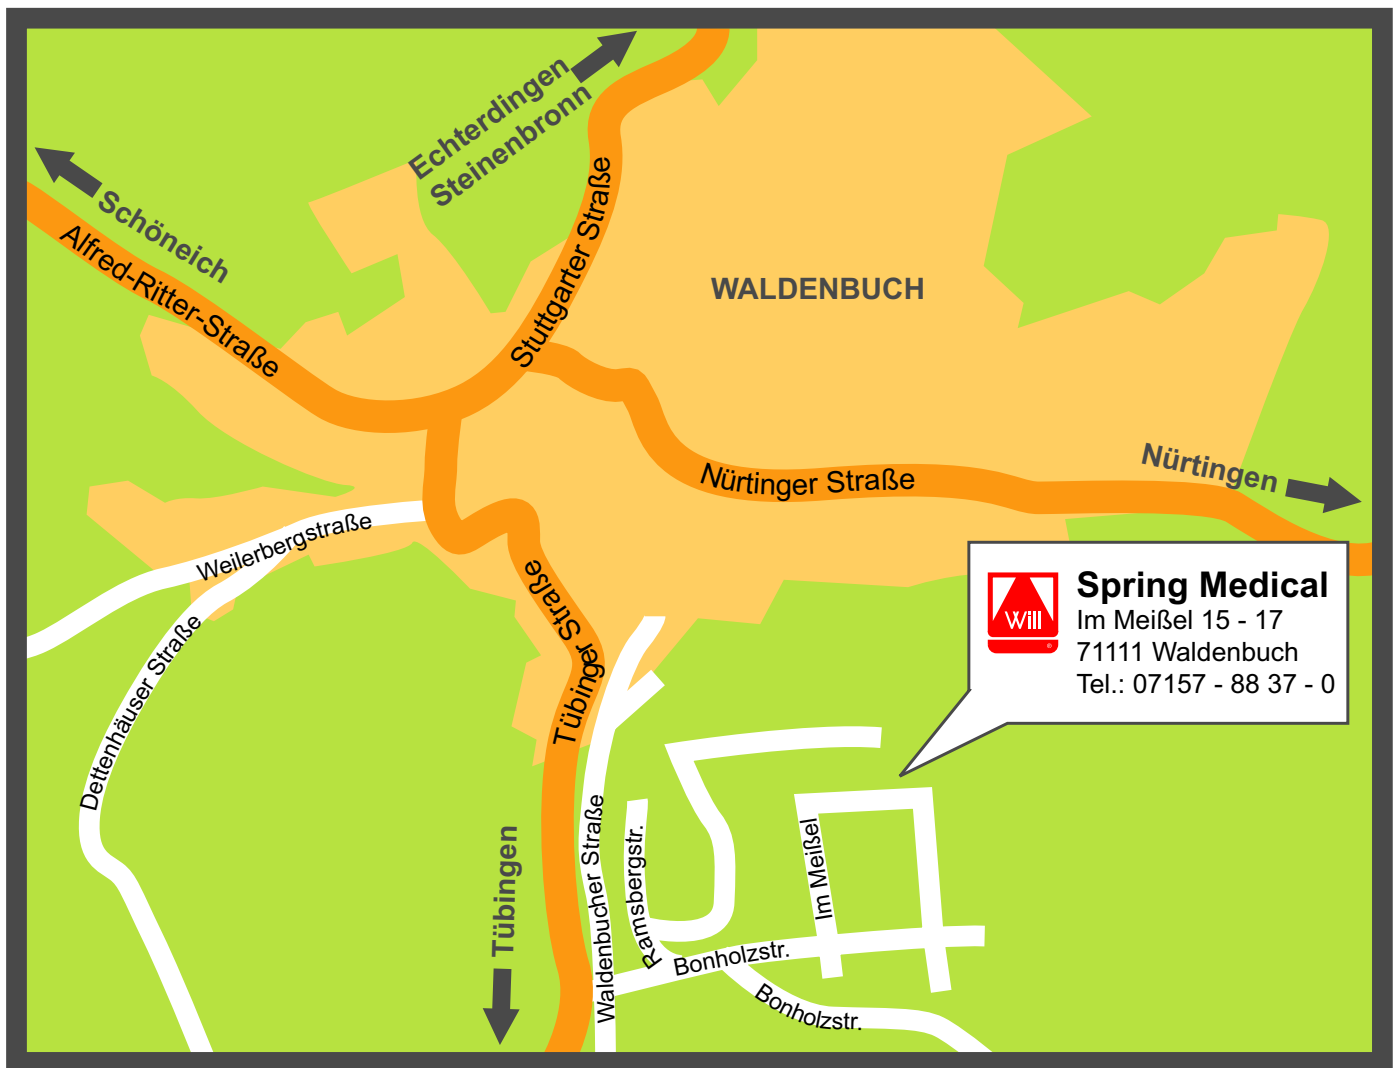 Echterdingen
Steinenbronn
Schöneich
Alfred-Ritter-Straße
Stuttgarter Straße
WALDENBUCH
Nürtinger Straße
Nürtingen
Weilerbergstraße
Dettenhäuser Straße
Tübinger Straße
Spring Medical
Im Meißel 15 - 17
71111 Waldenbuch
Tel.: 07157 - 88 37 - 0
Will
®
Tübingen
Waldenbucher Straße
Ramsbergstr.
Im Meißel
Bonholzstr.
Bonholzstr.